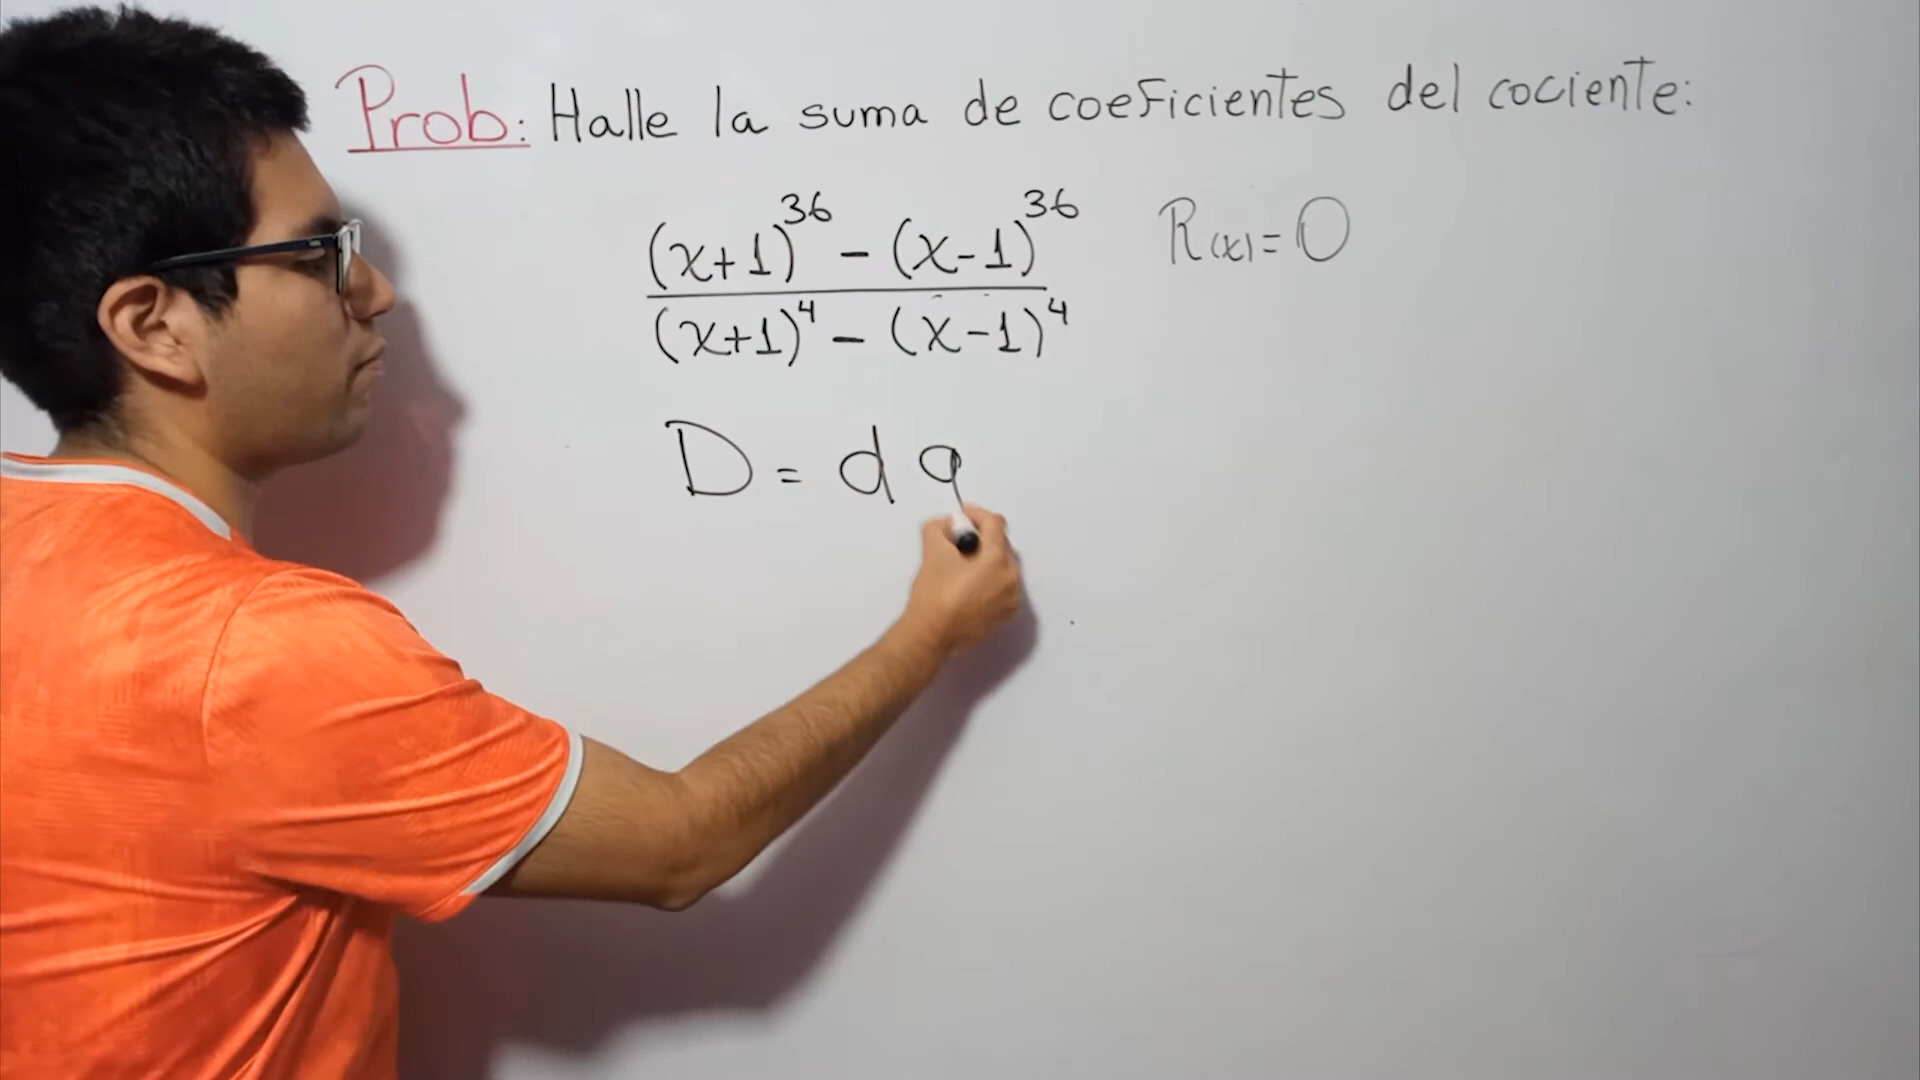 Prob: Halle la suma de coeficientes del cociente:
(x+1)^36 - (x-1)^36 R(x) = 0
(x+1)^4 - (x-1)^4
D = d q